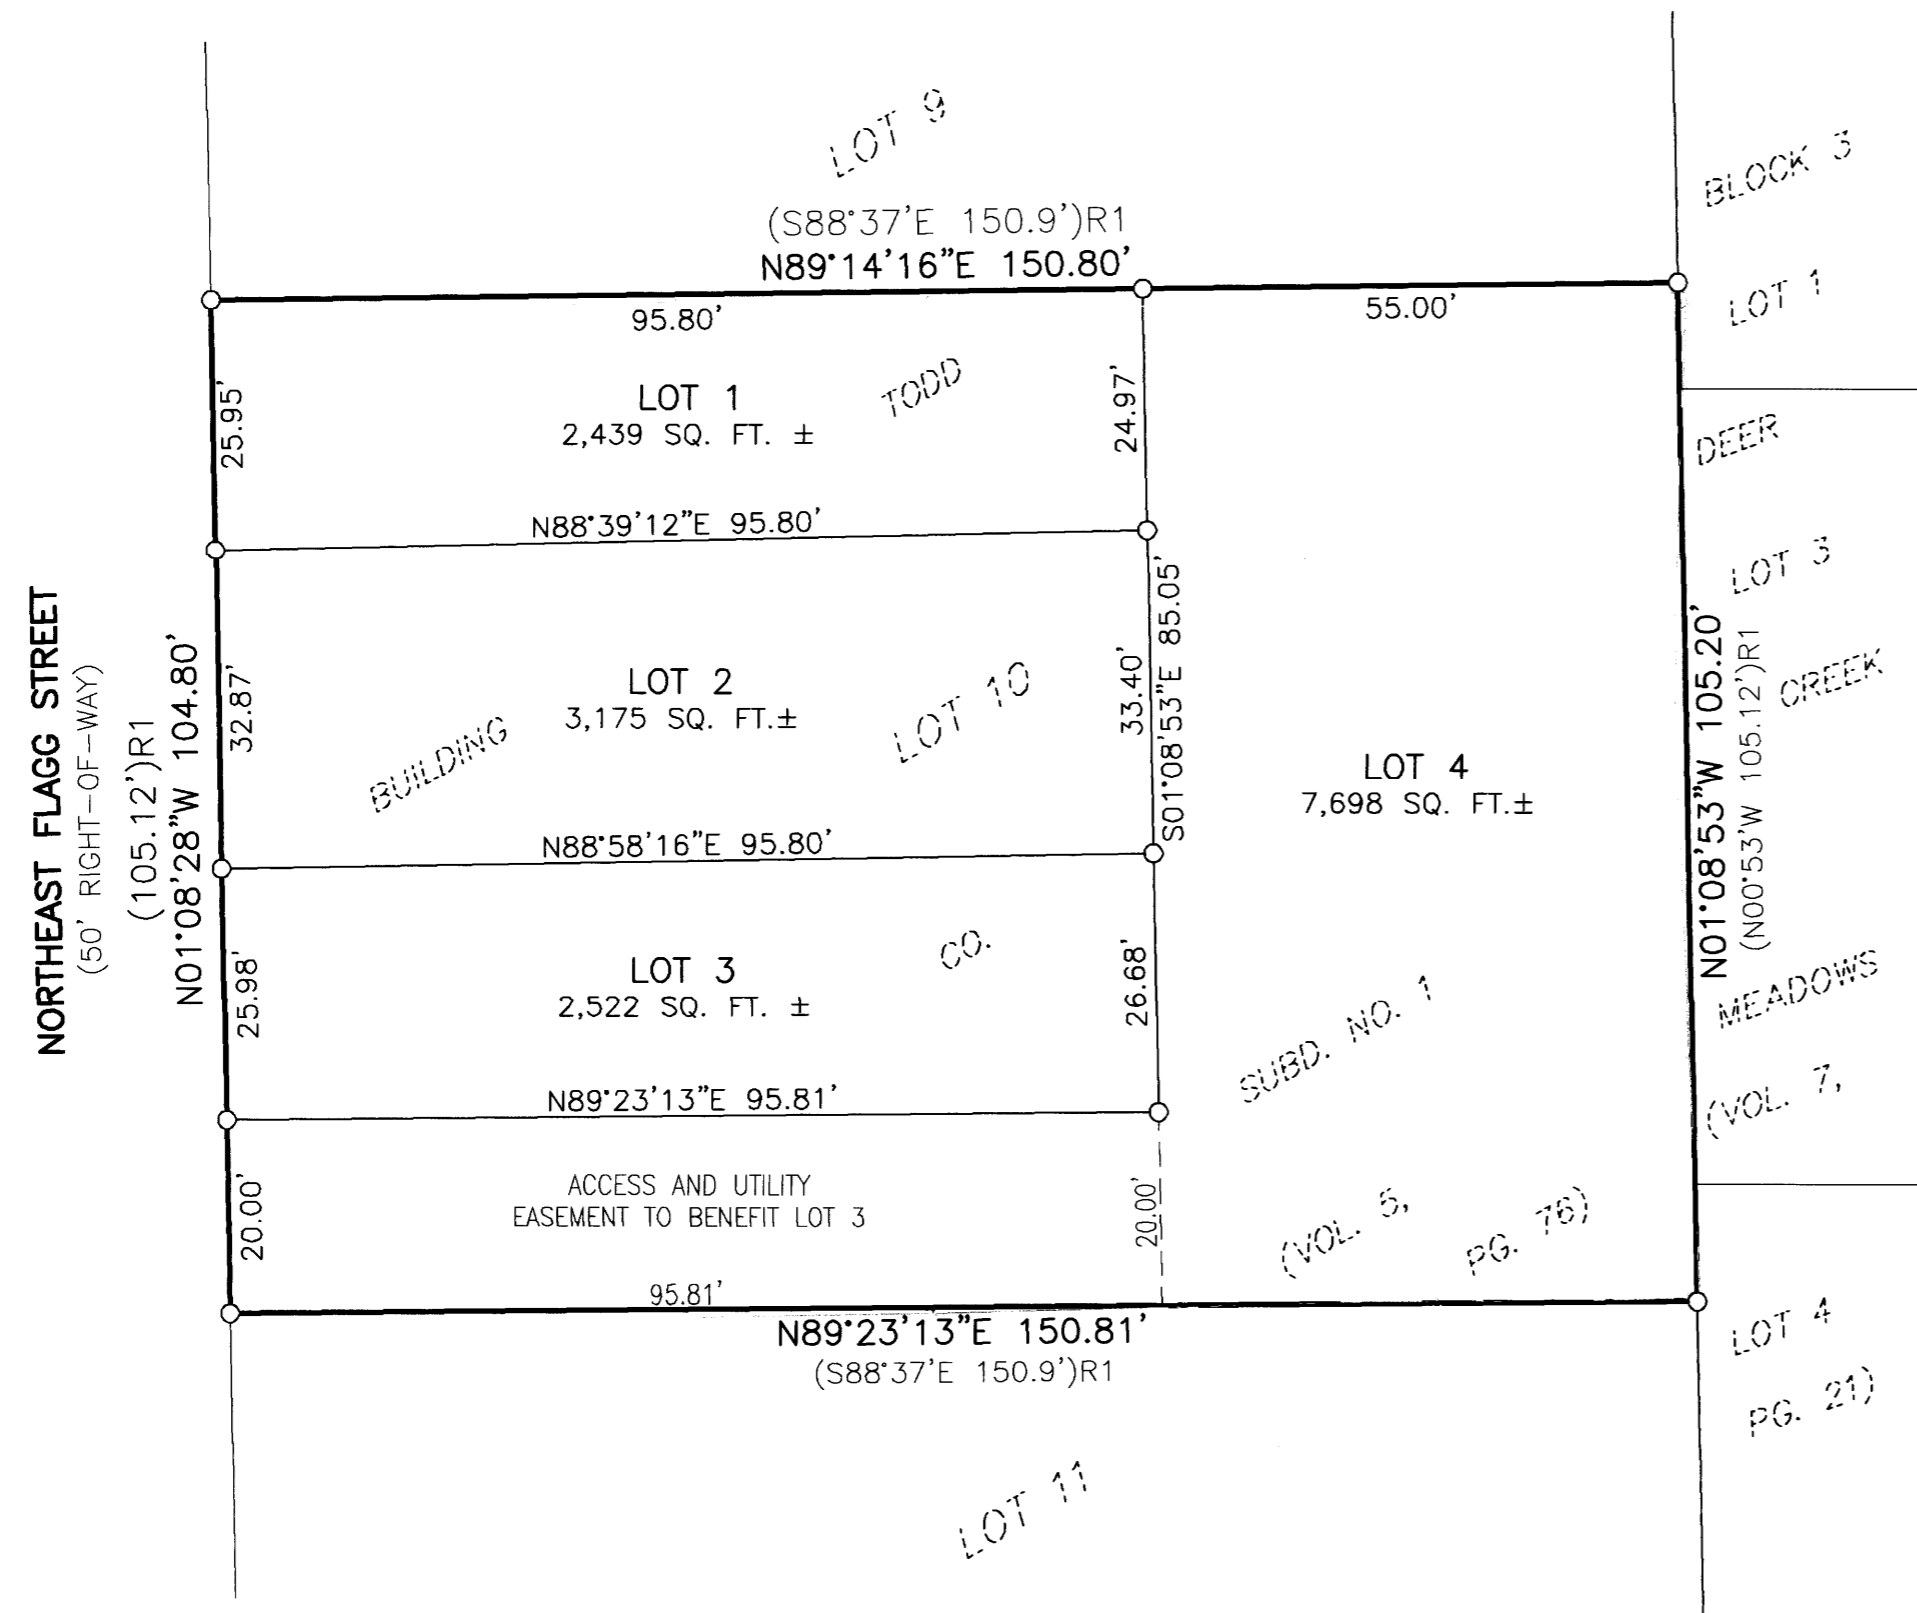 LOT 9
(S88°37'E 150.9')R1
N89°14'16"E 150.80'
95.80'
55.00'
BLOCK 3
LOT 1
25.95'
LOT 1
2,439 SQ. FT. ±
TODD
24.97'
DEER
N88°39'12"E 95.80'
LOT 3
NORTHEAST FLAGG STREET
(50' RIGHT-OF-WAY)
(105.12')R1
N01°08'28"W 104.80'
32.87'
LOT 2
3,175 SQ. FT.±
BUILDING
LOT 10
33.40'
S01°08'53"E 85.05'
LOT 4
7,698 SQ. FT.±
N01°08'53"W 105.20'
(N00°53'W 105.12')R1
CREEK
N88°58'16"E 95.80'
25.98'
LOT 3
2,522 SQ. FT. ±
CO.
26.68'
SUBD. NO. 1
MEADOWS
N89°23'13"E 95.81'
(VOL. 7,
20.00'
ACCESS AND UTILITY
EASEMENT TO BENEFIT LOT 3
20.00'
(VOL. 5,
PG. 76)
95.81'
N89°23'13"E 150.81'
(S88°37'E 150.9')R1
LOT 4
PG. 21)
LOT 11